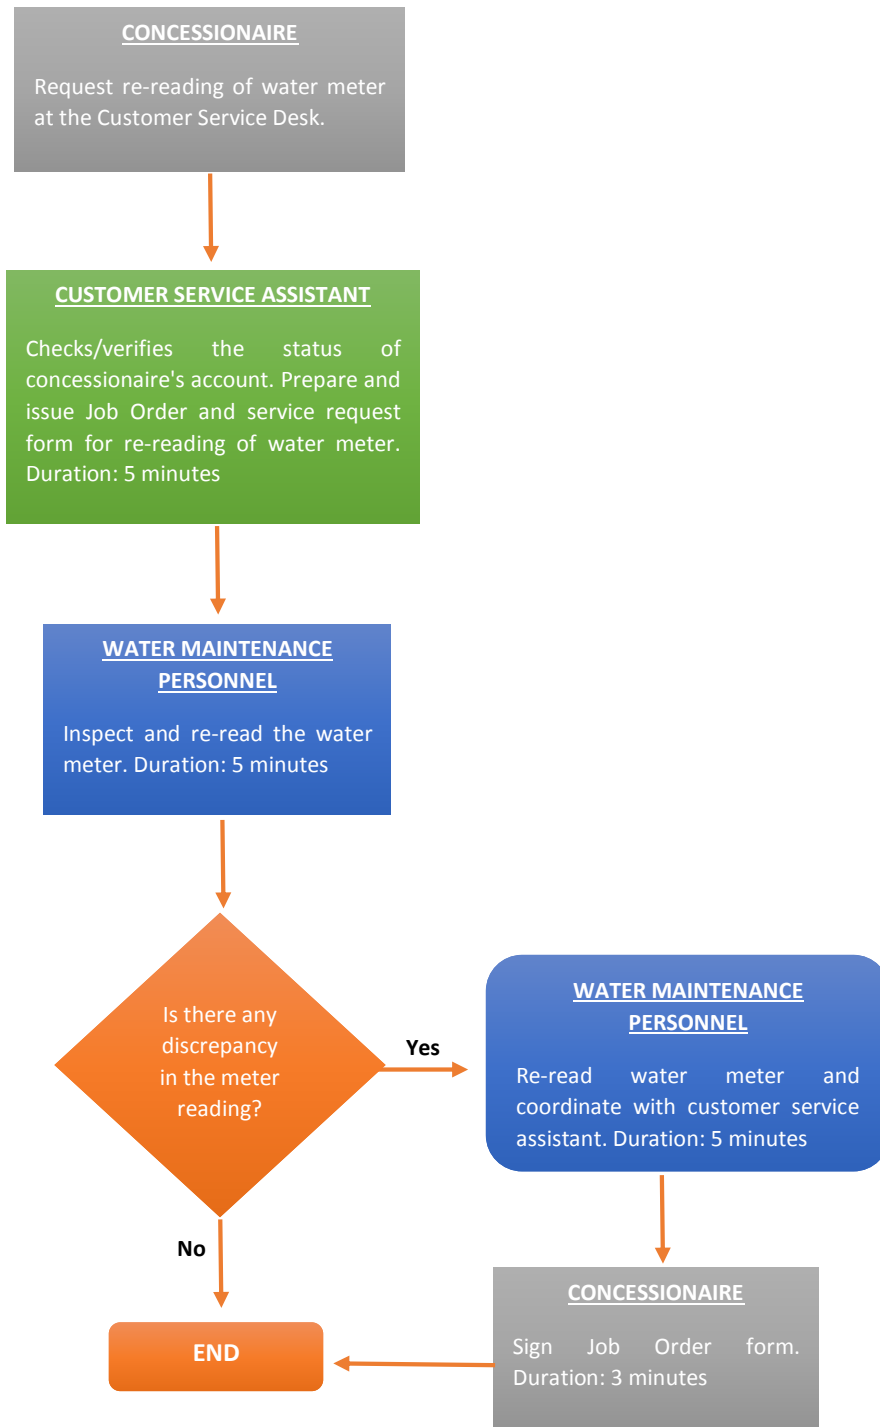 CONCESSIONAIRE
Request re-reading of water meter
at the Customer Service Desk.
CUSTOMER SERVICE ASSISTANT
Checks/verifies the status of
concessionaire's account. Prepare and
issue Job Order and service request
form for re-reading of water meter.
Duration: 5 minutes
WATER MAINTENANCE
PERSONNEL
Inspect and re-read the water
meter. Duration: 5 minutes
Is there any
discrepancy
in the meter
reading?
Yes
WATER MAINTENANCE
PERSONNEL
Re-read water meter and
coordinate with customer service
assistant. Duration: 5 minutes
No
CONCESSIONAIRE
Sign Job Order form.
Duration: 3 minutes
END